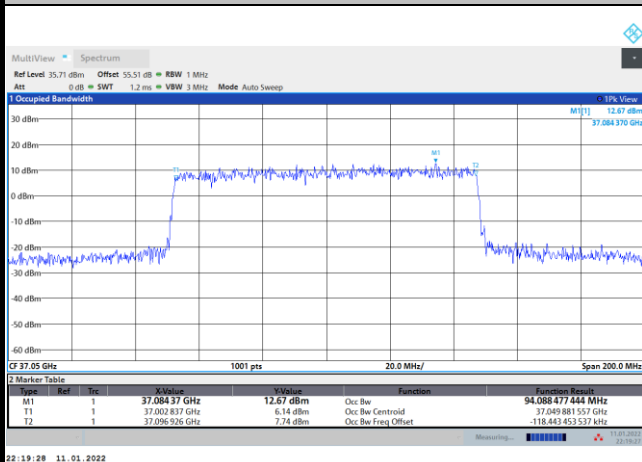 MultiView Spectrum
Ref Level 35.71 dBm Offset 55.51 dB RBW 1 MHz
Att 0 dB SWT 1.2 ms VBW 3 MHz Mode Auto Sweep
1 Occupied Bandwidth 1Pk View
M1[1] 12.67 dBm
37.084 370 GHz
30 dBm
20 dBm
M1
T1 T2
10 dBm
0 dBm
-10 dBm
-20 dBm
-30 dBm
-40 dBm
-50 dBm
-60 dBm
CF 37.05 GHz 1001 pts 20.0 MHz/ Span 200.0 MHz
2 Marker Table
Type Ref Trc X-Value Y-Value Function Function Result
M1 1 37.084 37 GHz 12.67 dBm Occ Bw 94.088 477 444 MHz
T1 1 37.002 837 GHz 6.14 dBm Occ Bw Centroid 37.049 881 557 GHz
T2 1 37.096 926 GHz 7.74 dBm Occ Bw Freq Offset -118.443 453 537 kHz
Measuring... 11.01.2022
22:19:27
22:19:28 11.01.2022